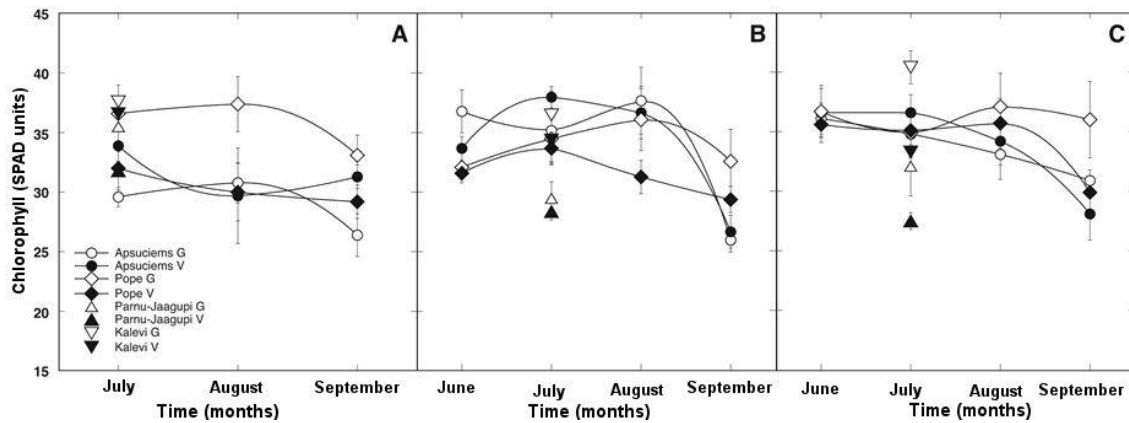 Chlorophyll (SPAD units)
45
40
35
30
25
20
15
A
B
C
Apsuciems G
Apsuciems V
Pope G
Pope V
Parnu-Jaagupi G
Parnu-Jaagupi V
Kalevi G
Kalevi V
July August September
June July August September
June July August September
Time (months) Time (months) Time (months)